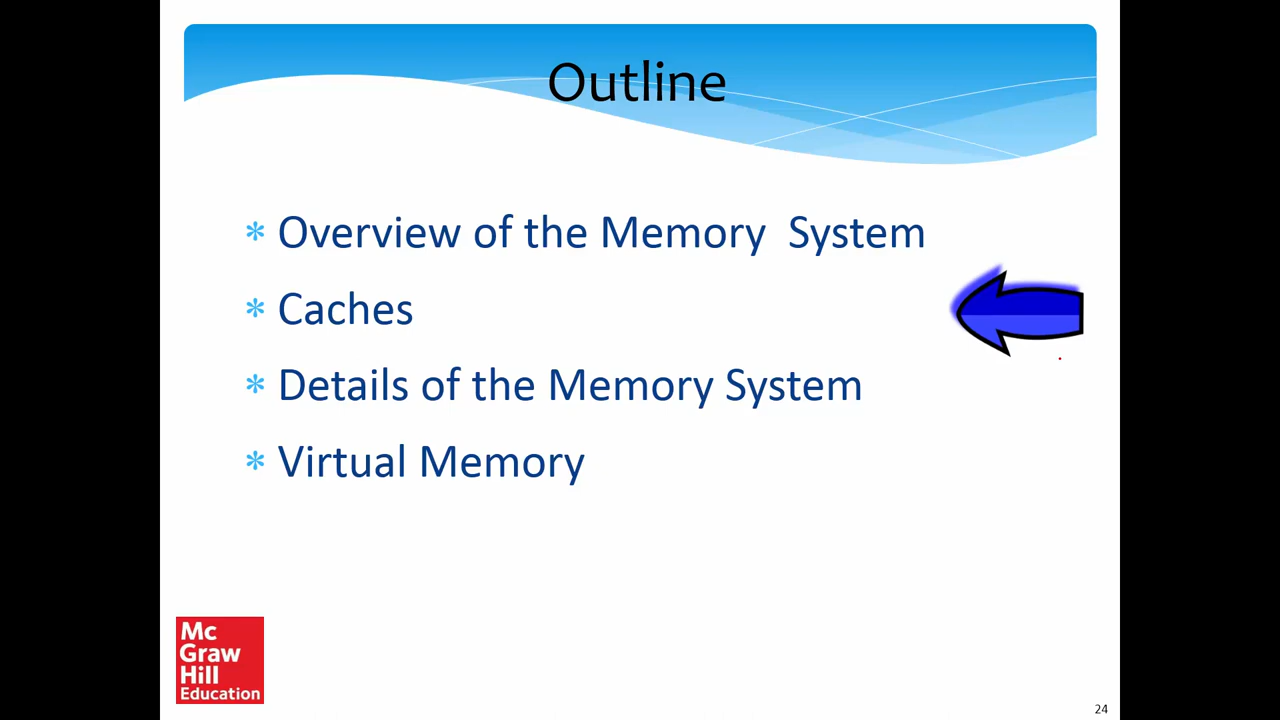 Outline
* Overview of the Memory  System
* Caches
* Details of the Memory System
* Virtual Memory
Mc
Graw
Hill
Education
24